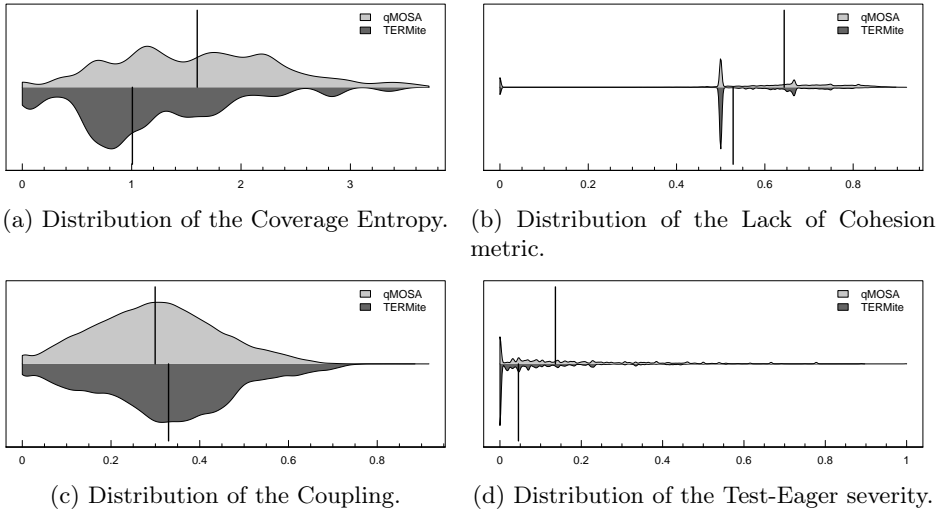 qMOSA
TERMite
0 1 2 3
(a) Distribution of the Coverage Entropy.
qMOSA
TERMite
0 0.2 0.4 0.6 0.8
(b) Distribution of the Lack of Cohesion
metric.
qMOSA
TERMite
0 0.2 0.4 0.6 0.8
(c) Distribution of the Coupling.
qMOSA
TERMite
0 0.2 0.4 0.6 0.8 1
(d) Distribution of the Test-Eager severity.